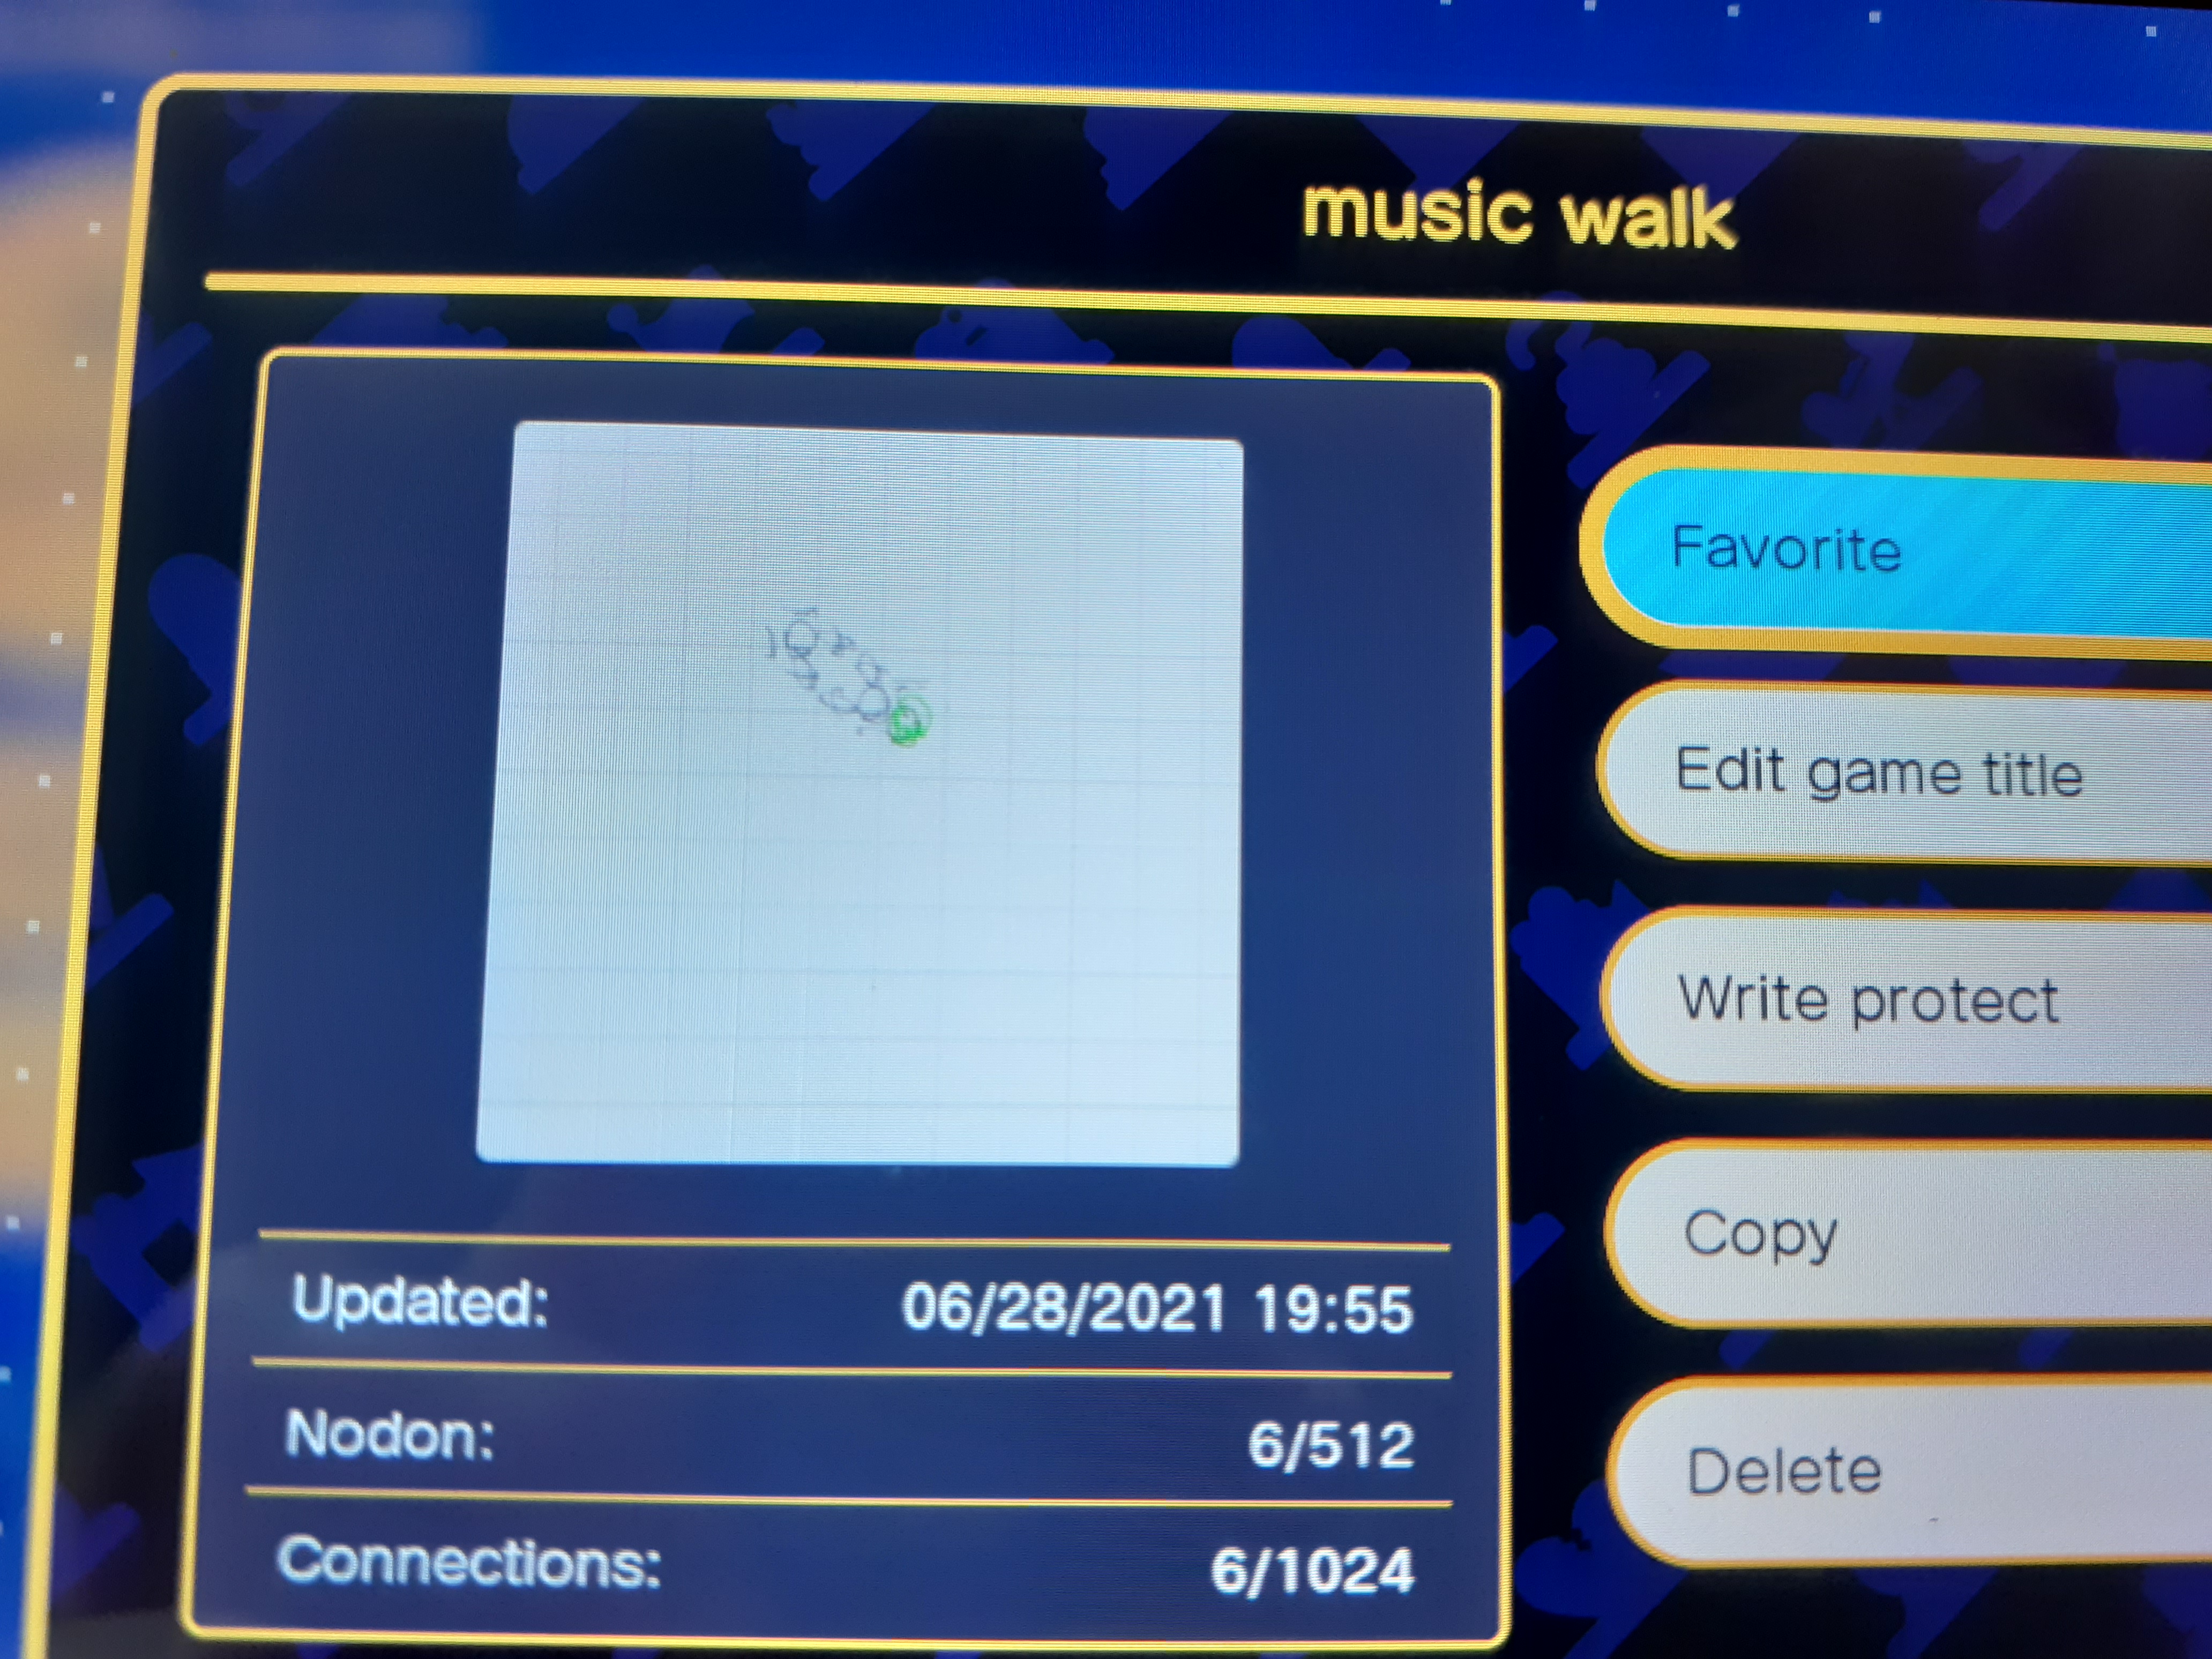 music walk
Favorite
Edit game title
Write protect
Copy
Delete
Updated: 06/28/2021 19:55
Nodon: 6/512
Connections: 6/1024